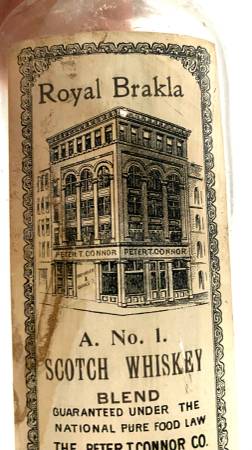 Royal Brakla
PETER T. CONNOR PETER T. CONNOR
A. No. 1.
SCOTCH WHISKEY
BLEND
GUARANTEED UNDER THE
NATIONAL PURE FOOD LAW
THE PETER T. CONNOR CO.